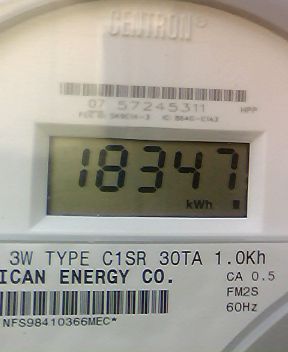 CENTRON®
07 57245311 HPP
18347
kWh
3W TYPE C1SR 30TA 1.0Kh
ICAN ENERGY CO. CA 0.5
FM2S
60Hz
NFS98410366MEC*